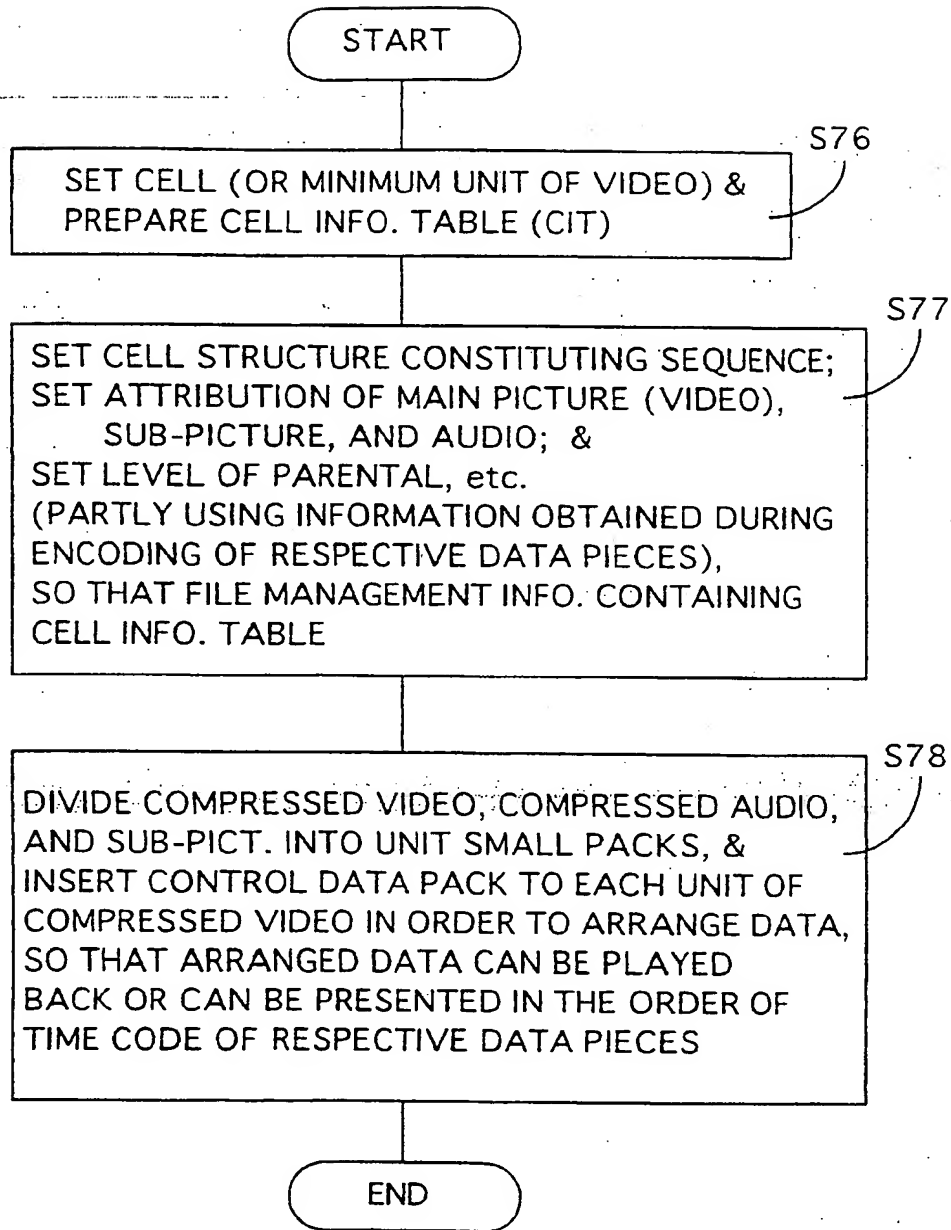 START
S76
SET CELL (OR MINIMUM UNIT OF VIDEO) &
PREPARE CELL INFO. TABLE (CIT)
S77
SET CELL STRUCTURE CONSTITUTING SEQUENCE;
SET ATTRIBUTION OF MAIN PICTURE (VIDEO),
SUB-PICTURE, AND AUDIO; &
SET LEVEL OF PARENTAL, etc.
(PARTLY USING INFORMATION OBTAINED DURING
ENCODING OF RESPECTIVE DATA PIECES),
SO THAT FILE MANAGEMENT INFO. CONTAINING
CELL INFO. TABLE
S78
DIVIDE COMPRESSED VIDEO, COMPRESSED AUDIO,
AND SUB-PICT. INTO UNIT SMALL PACKS, &
INSERT CONTROL DATA PACK TO EACH UNIT OF
COMPRESSED VIDEO IN ORDER TO ARRANGE DATA,
SO THAT ARRANGED DATA CAN BE PLAYED
BACK OR CAN BE PRESENTED IN THE ORDER OF
TIME CODE OF RESPECTIVE DATA PIECES
END